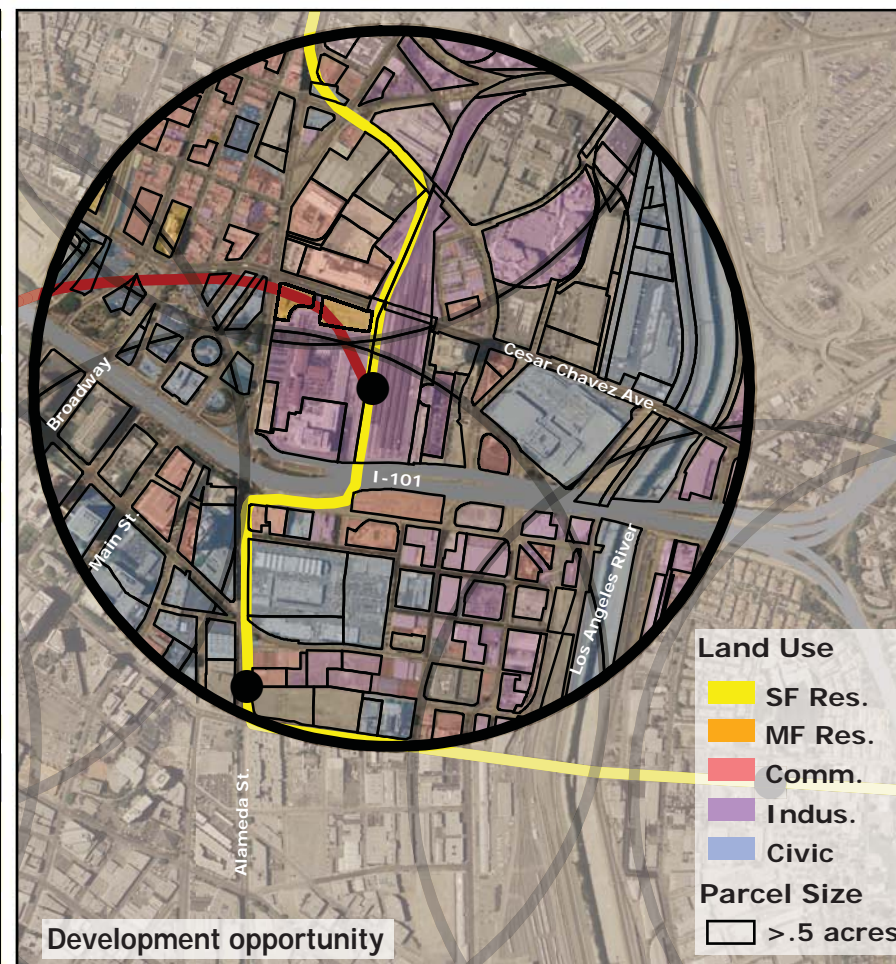 Cesar Chavez Ave.
Broadway
I-101
Main St.
Los Angeles River
Alameda St.
Land Use
SF Res.
MF Res.
Comm.
Indus.
Civic
Parcel Size
>.5 acres
Development opportunity